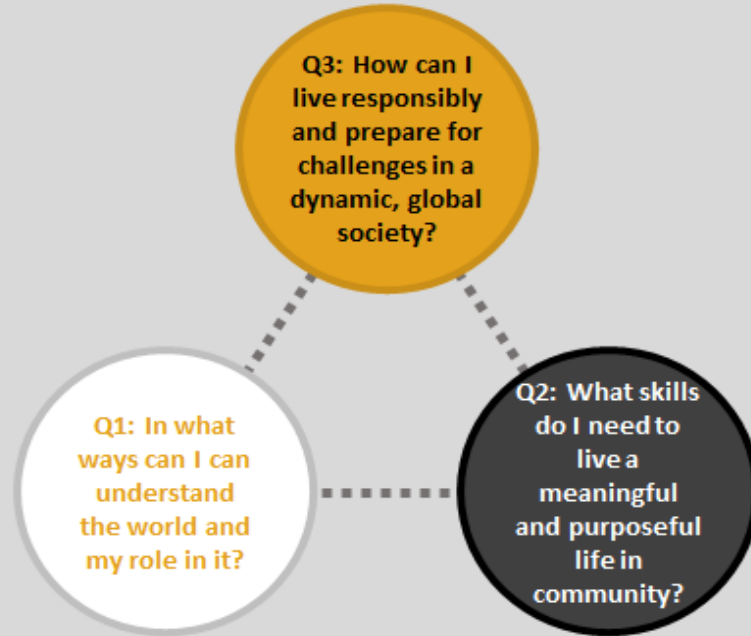 Q3: How can I
live responsibly
and prepare for
challenges in a
dynamic, global
society?
Q1: In what
ways can I can
understand
the world and
my role in it?
Q2: What skills
do I need to
live a
meaningful
and purposeful
life in
community?